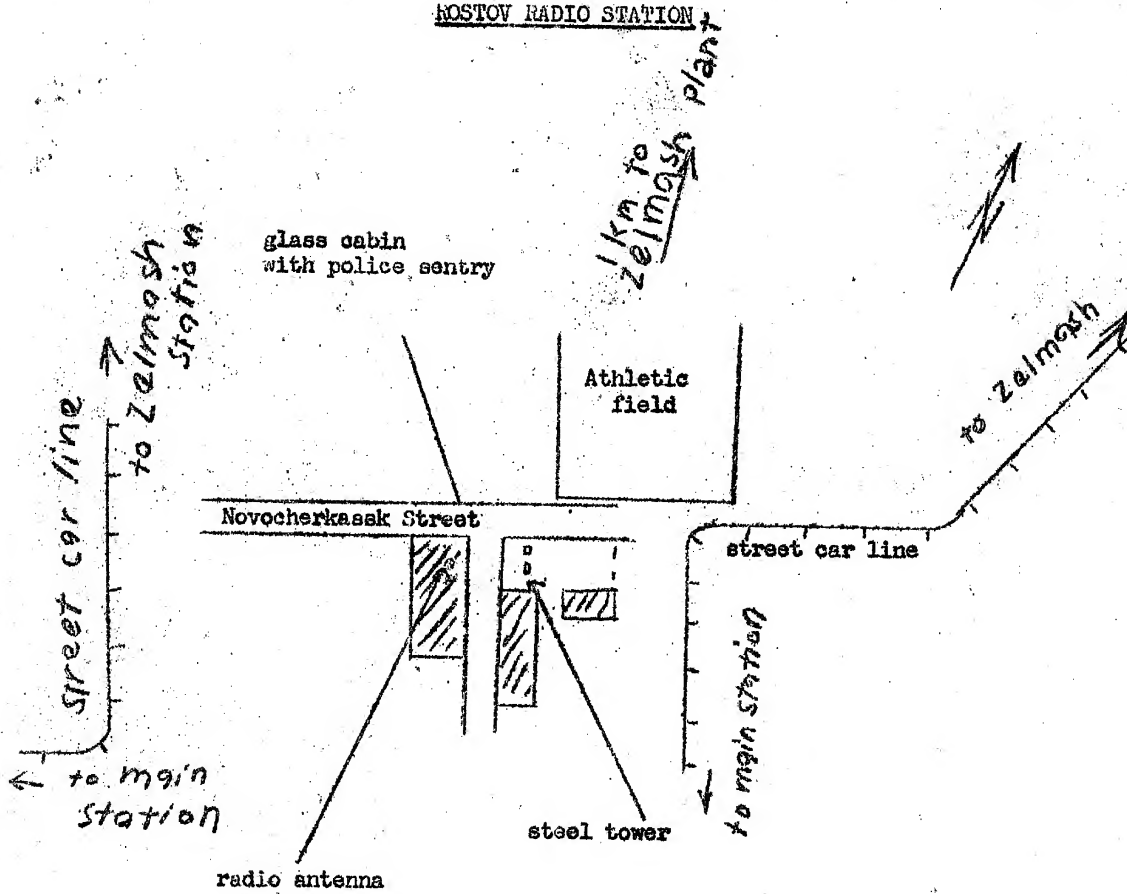 ROSTOV RADIO STATION
1 km to
Zelmash plant
N
glass cabin
with police sentry
to Zelmash
Station
street car line
Athletic
field
to Zelmash
Novocherkassk Street
street car line
to main station
to main
station
steel tower
radio antenna